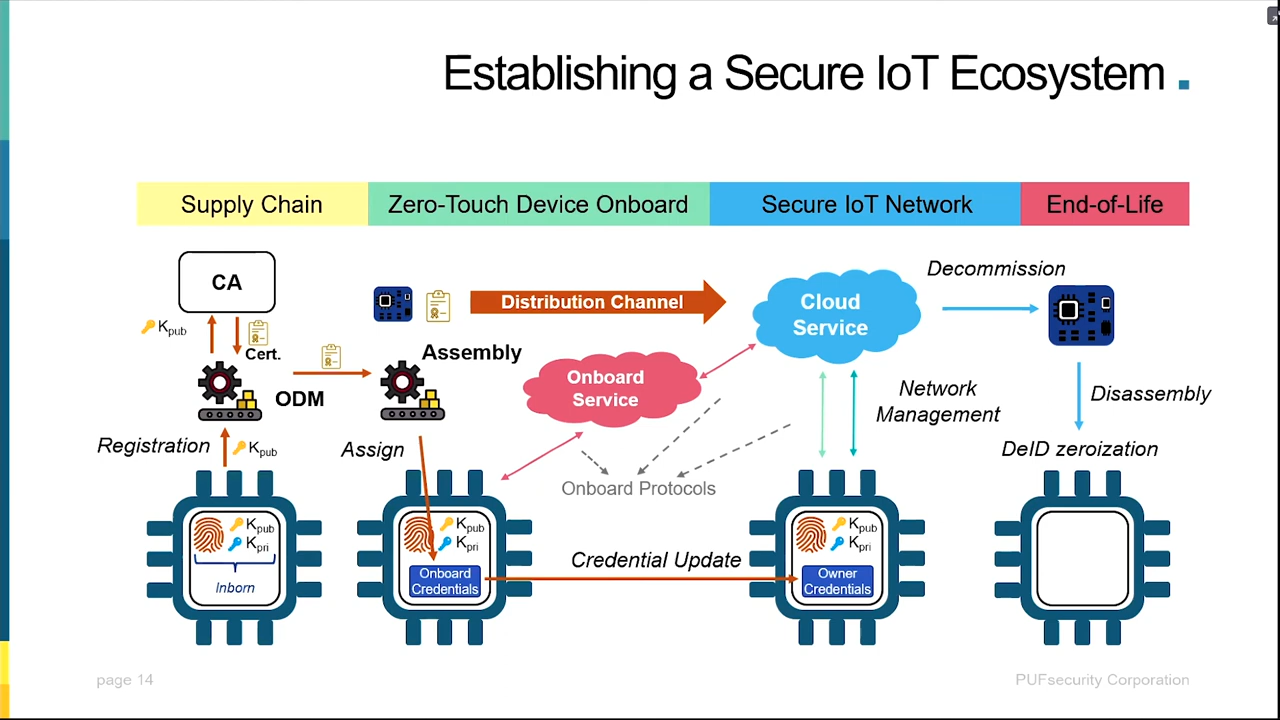 Establishing a Secure IoT Ecosystem .
Supply Chain
Zero-Touch Device Onboard
Secure IoT Network
End-of-Life
CA
Kpub
Cert.
ODM
Registration
Kpub
Kpub
Kpri
Inborn
Distribution Channel
Assembly
Onboard
Service
Assign
Onboard Protocols
Kpub
Kpri
Onboard
Credentials
Credential Update
Cloud
Service
Network
Management
Kpub
Kpri
Owner
Credentials
Decommission
Disassembly
DeID zeroization
page 14
PUFsecurity Corporation